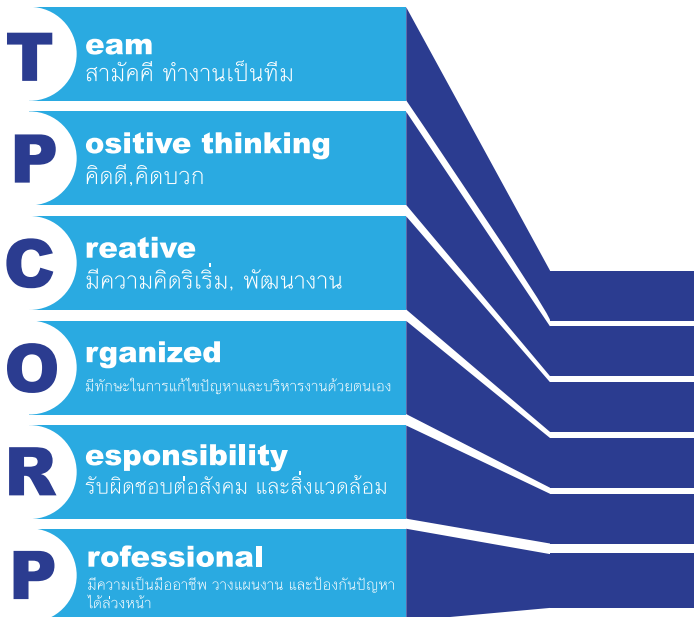 Team
สามัคคี ทำงานเป็นทีม
Positive thinking
คิดดี,คิดบวก
Creative
มีความคิดริเริ่ม, พัฒนางาน
Organized
มีทักษะในการแก้ไขปัญหาและบริหารงานด้วยตนเอง
Responsibility
รับผิดชอบต่อสังคม และสิ่งแวดล้อม
Professional
มีความเป็นมืออาชีพ วางแผนงาน และป้องกันปัญหา
ได้ล่วงหน้า